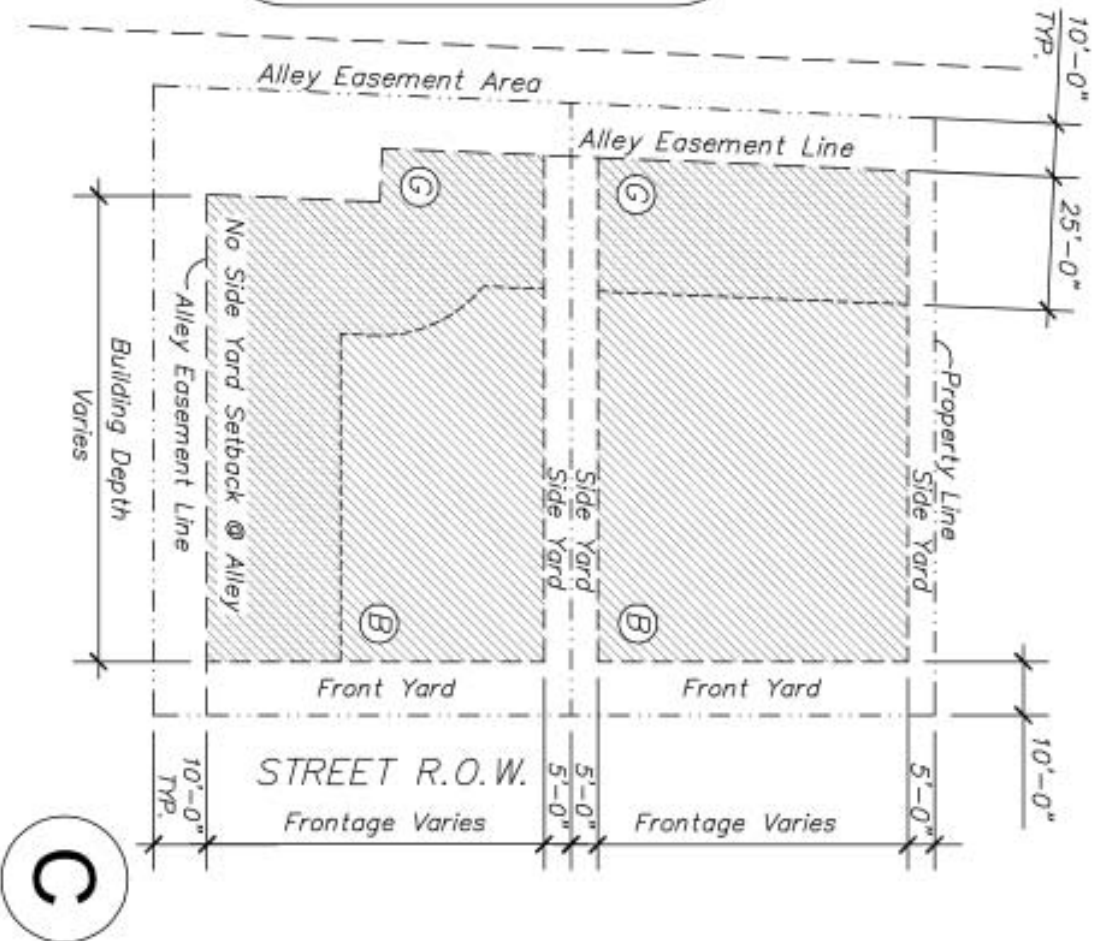 10'-0"
TYP.
Alley Easement Area
Alley Easement Line
25'-0"
G
G
No Side Yard Setback @ Alley
Alley Easement Line
Building Depth
Varies
Property Line
Side Yard
Side Yard
Side Yard
B
B
Front Yard
Front Yard
10'-0"
TYP.
STREET R.O.W.
Frontage Varies
5'-0"
5'-0"
Frontage Varies
5'-0"
10'-0"
C